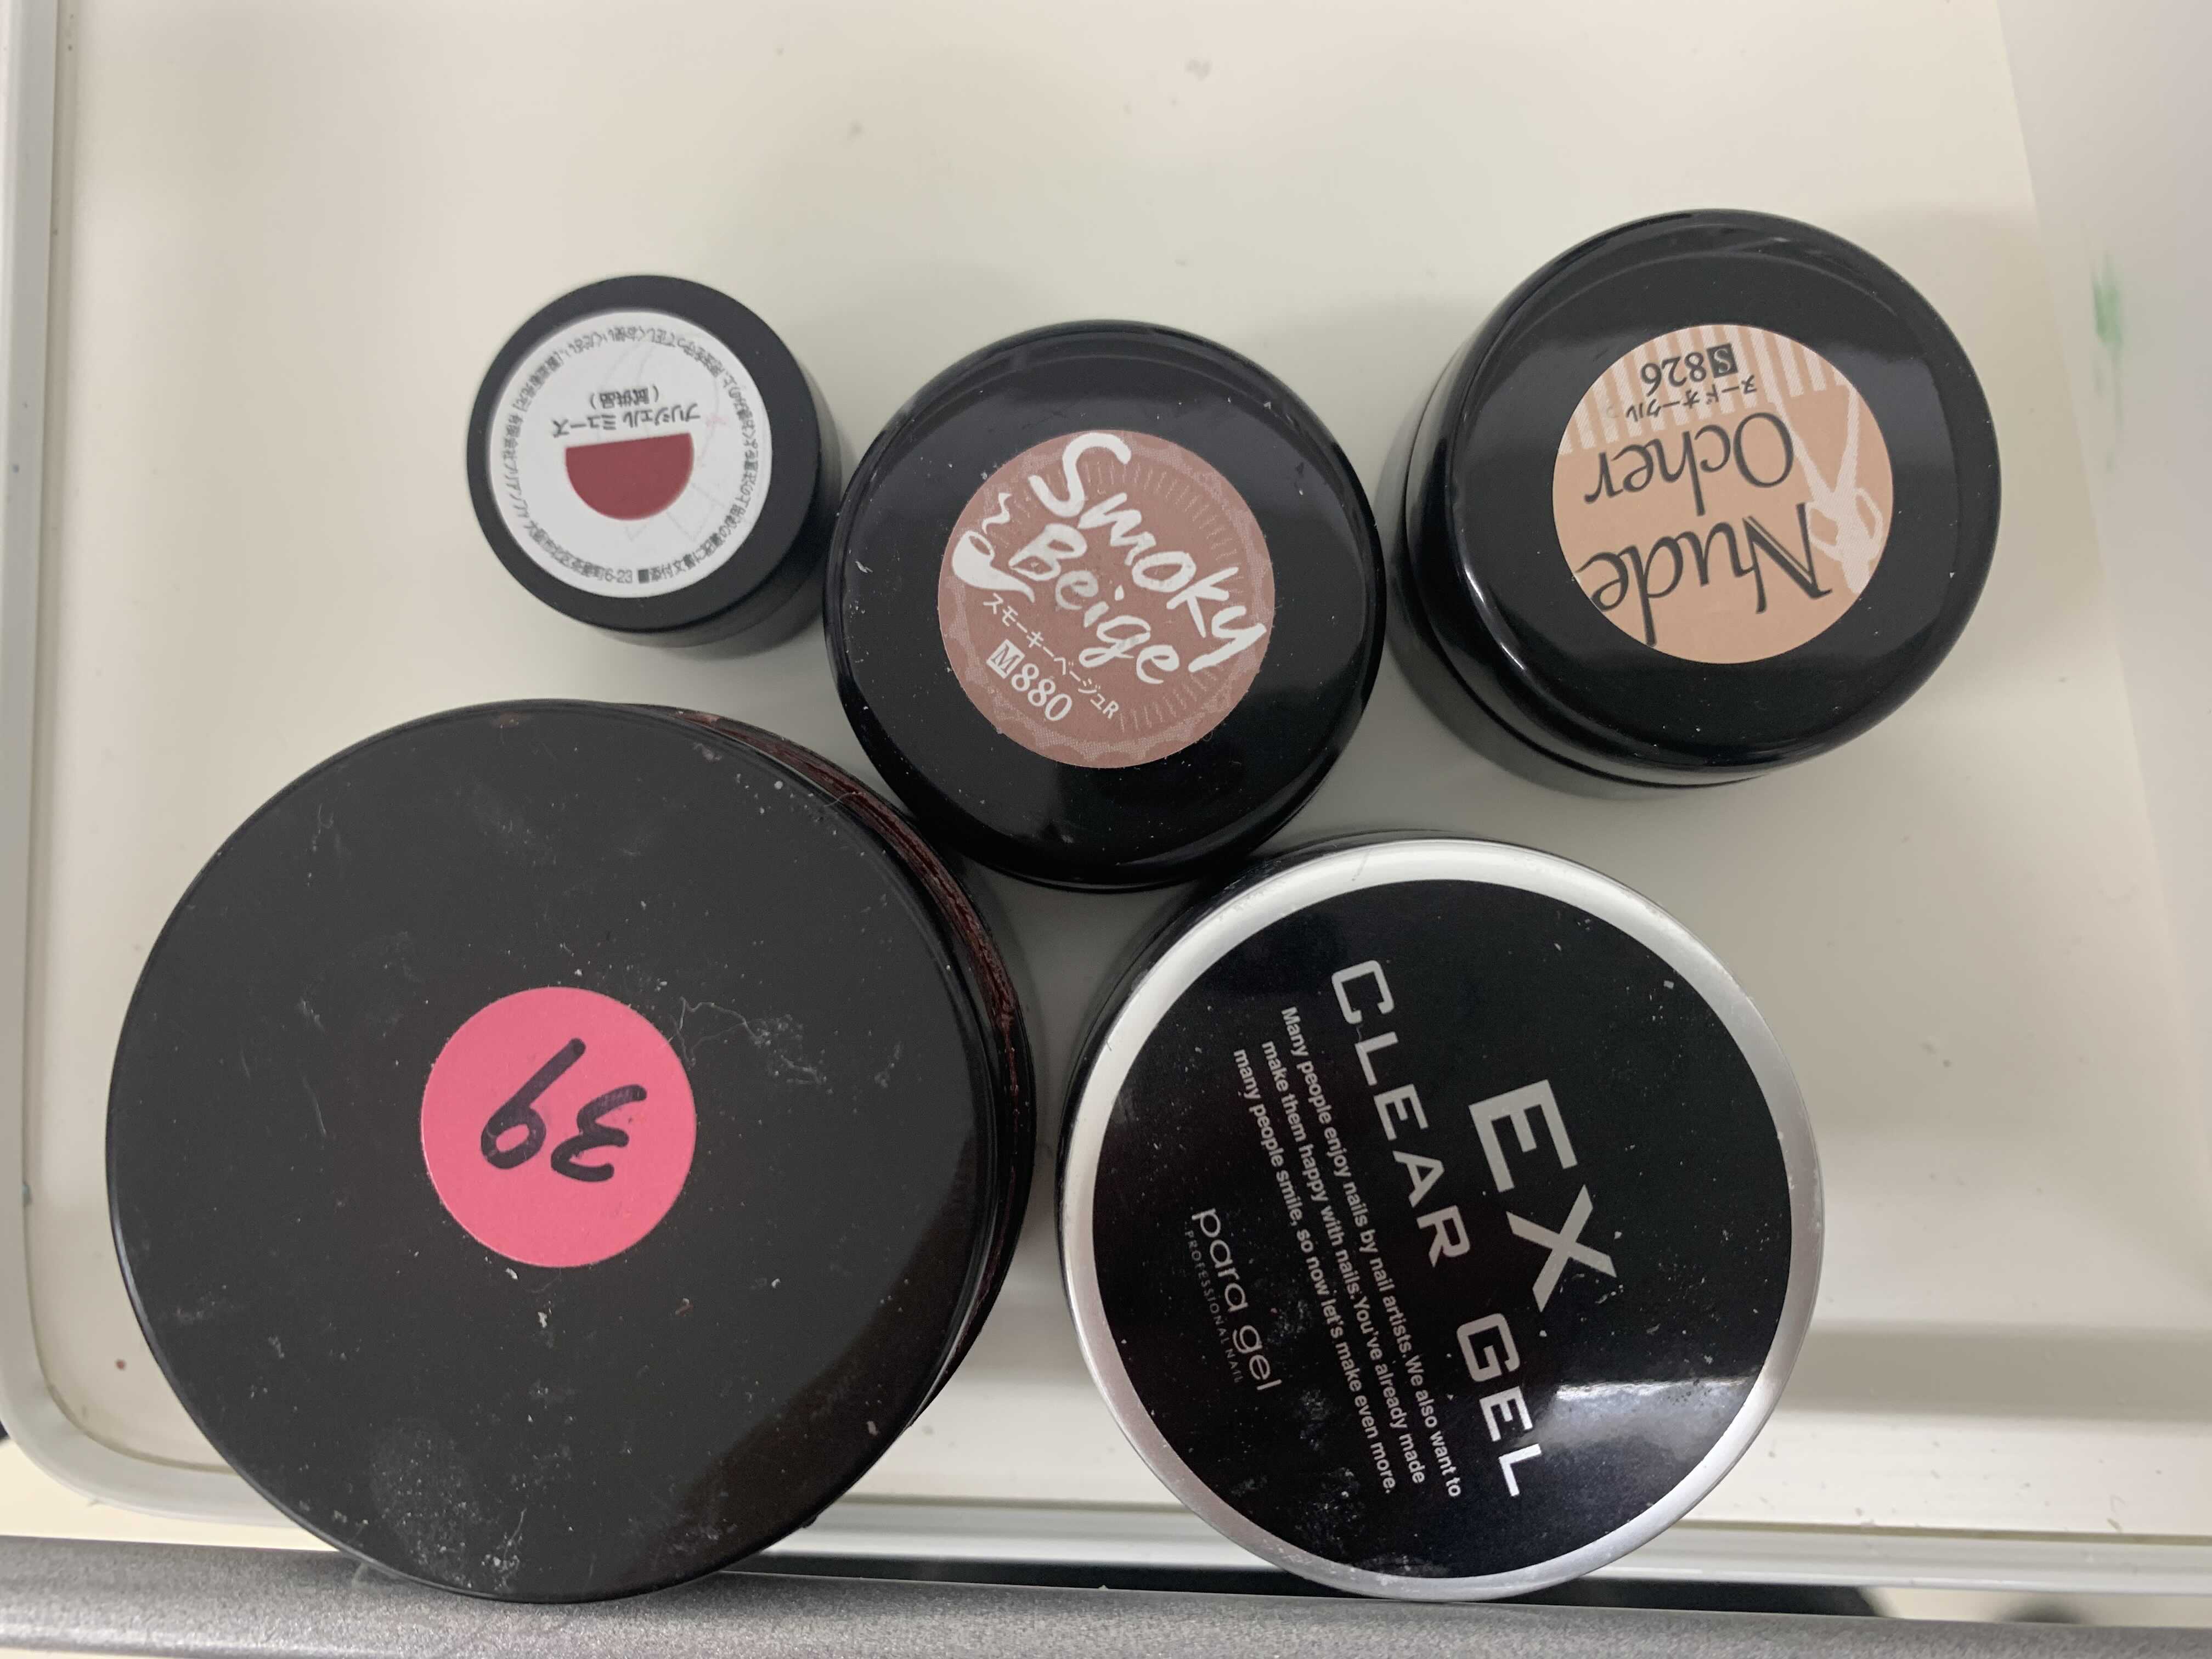 39
プリジェル ミューズ
(試供品)
Smoky
Beige
スモーキーベージュR
M880
para gel
PROFESSIONAL NAIL
EX
CLEAR GEL
Many people enjoy nails by nail artists.We also want to
make them happy with nails.You've already made
many people smile, so now let's make even more.
Nude
Ocher
ヌードオークル
S826